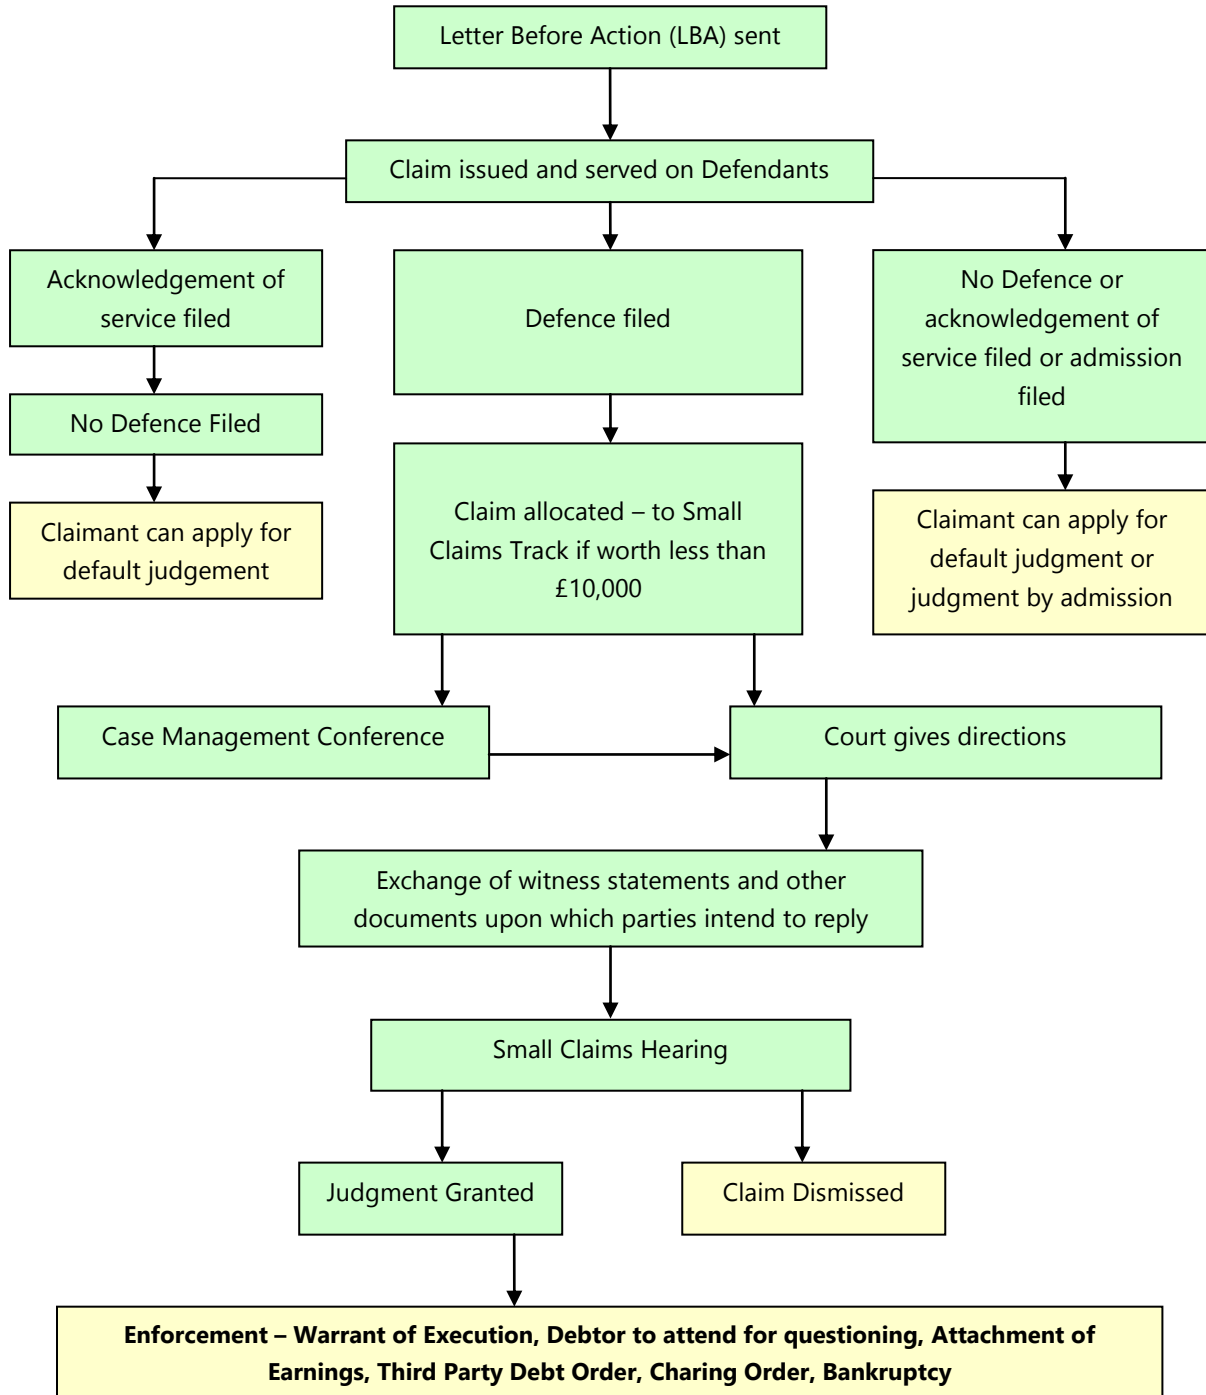 Letter Before Action (LBA) sent
Claim issued and served on Defendants
Acknowledgement of
service filed
Defence filed
No Defence or
acknowledgement of
service filed or admission
filed
No Defence Filed
Claimant can apply for
default judgement
Claim allocated – to Small
Claims Track if worth less than
£10,000
Claimant can apply for
default judgment or
judgment by admission
Case Management Conference
Court gives directions
Exchange of witness statements and other
documents upon which parties intend to reply
Small Claims Hearing
Judgment Granted
Claim Dismissed
Enforcement – Warrant of Execution, Debtor to attend for questioning, Attachment of
Earnings, Third Party Debt Order, Charing Order, Bankruptcy